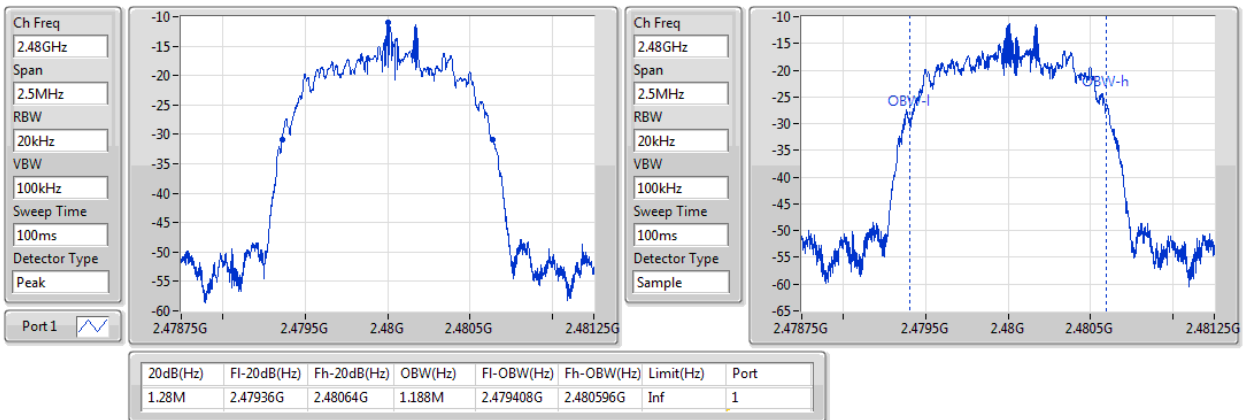 Ch Freq
2.48GHz
Span
2.5MHz
RBW
20kHz
VBW
100kHz
Sweep Time
100ms
Detector Type
Peak
Port 1
-10
-15
-20
-25
-30
-35
-40
-45
-50
-55
-60
2.47875G 2.4795G 2.48G 2.4805G 2.48125G
Ch Freq
2.48GHz
Span
2.5MHz
RBW
20kHz
VBW
100kHz
Sweep Time
100ms
Detector Type
Sample
-10
-15
-20
-25
-30
-35
-40
-45
-50
-55
-60
-65
OBW-l
OBW-h
2.47875G 2.4795G 2.48G 2.4805G 2.48125G
20dB(Hz) Fl-20dB(Hz) Fh-20dB(Hz) OBW(Hz) Fl-OBW(Hz) Fh-OBW(Hz) Limit(Hz) Port
1.28M 2.47936G 2.48064G 1.188M 2.479408G 2.480596G Inf 1